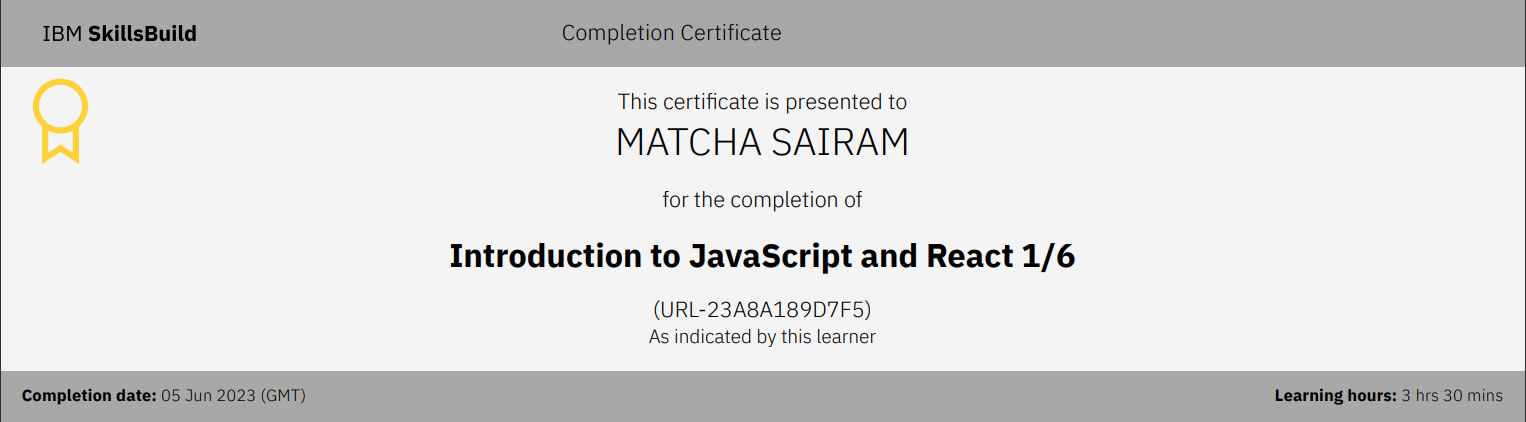 IBM SkillsBuild
Completion Certificate
This certificate is presented to
MATCHA SAIRAM
for the completion of
Introduction to JavaScript and React 1/6
(URL-23A8A189D7F5)
As indicated by this learner
Completion date: 05 Jun 2023 (GMT)
Learning hours: 3 hrs 30 mins